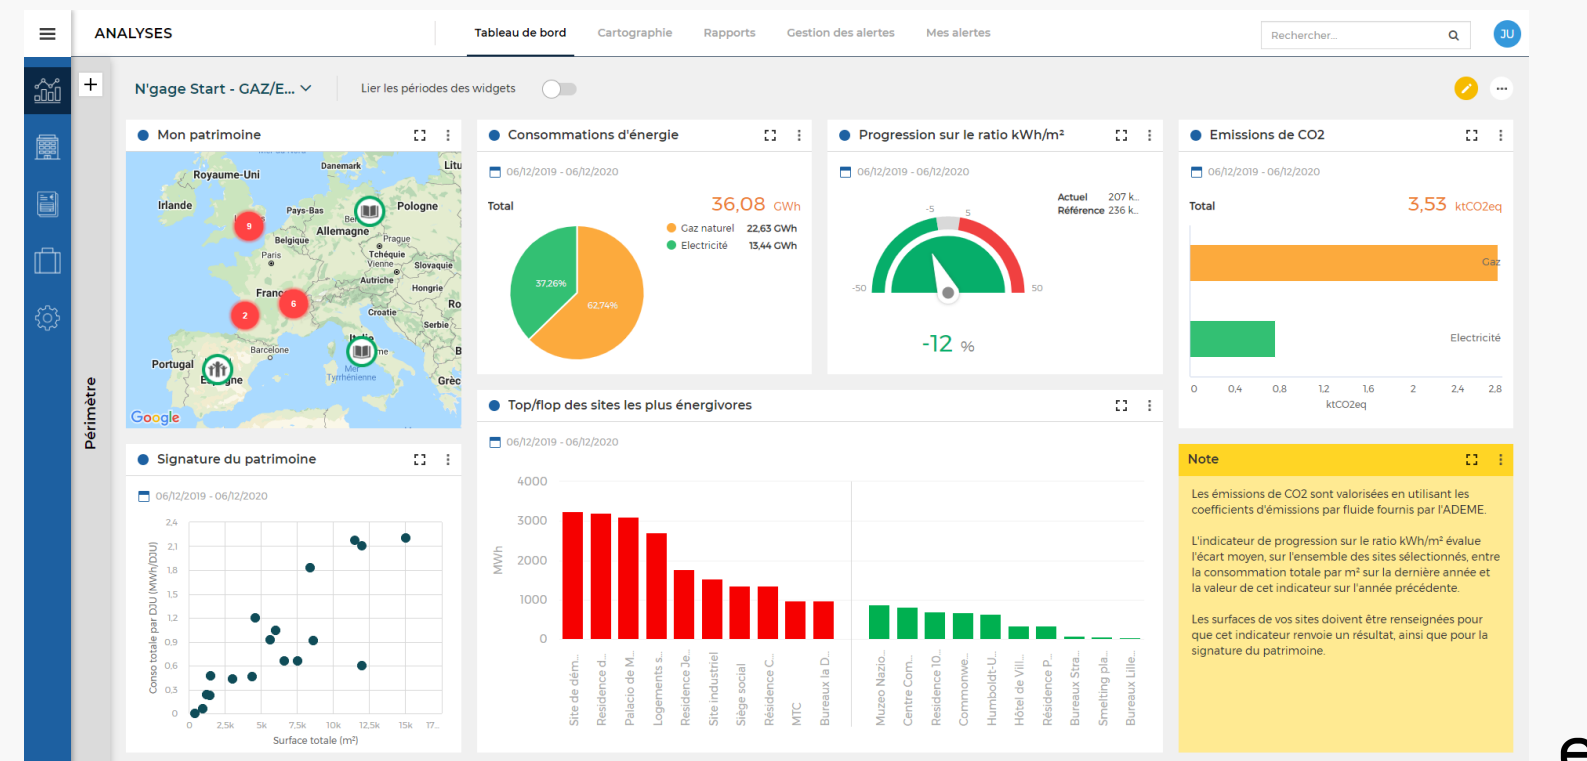 ANALYSES
Tableau de bord
Cartographie
Rapports
Gestion des alertes
Mes alertes
Rechercher...
JU
N'gage Start - GAZ/E...
Lier les périodes des widgets
Périmètre
Mon patrimoine
Royaume-Uni
Danemark
Litu
Irlande
Pays-Bas
Pologne
9
Belgique
Allemagne
Prague
Paris
Tchéquie
Vienne
Slovaquie
Autriche
Hongrie
Franc
6
2
Croatie
Ro
Serbie
Barcelone
Portugal
Mer
Tyrrhénienne
Grèc
Google
Consommations d'énergie
06/12/2019 - 06/12/2020
Total
36,08 GWh
Gaz naturel 22,63 GWh
Electricité 13,44 GWh
37,26%
62,74%
Progression sur le ratio kWh/m²
06/12/2019 - 06/12/2020
Actuel 207 k...
Référence 236 k...
-5
5
-50
50
-12 %
Emissions de CO2
06/12/2019 - 06/12/2020
Total
3,53 ktCO2eq
Gaz
Electricité
0 0,4 0,8 1,2 1,6 2 2,4 2,8
ktCO2eq
Signature du patrimoine
06/12/2019 - 06/12/2020
Conso totale par DJU (MWh/DJU)
2,4
2,1
1,8
1,5
1,2
0,9
0,6
0,3
0
0 2,5k 5k 7,5k 10k 12,5k 15k 17...
Surface totale (m²)
Top/flop des sites les plus énergivores
06/12/2019 - 06/12/2020
MWh
4000
3000
2000
1000
0
Site de dém...
Residence d...
Palacio de M...
Logements s...
Residence Je...
Site industriel
Siège social
Résidence C...
MTC
Bureaux la D...
Muzeo Nazio...
Centre Com...
Residence 10...
Commonwe...
Humboldt-U...
Hôtel de Vill...
Résidence P...
Bureaux Stra...
Smelting pla...
Bureaux Lille...
Note
Les émissions de CO2 sont valorisées en utilisant les
coefficients d'émissions par fluide fournis par l'ADEME.
L'indicateur de progression sur le ratio kWh/m² évalue
l'écart moyen, sur l'ensemble des sites sélectionnés, entre
la consommation totale par m² sur la dernière année et
la valeur de cet indicateur sur l'année précédente.
Les surfaces de vos sites doivent être renseignées pour
que cet indicateur renvoie un résultat, ainsi que pour la
signature du patrimoine.